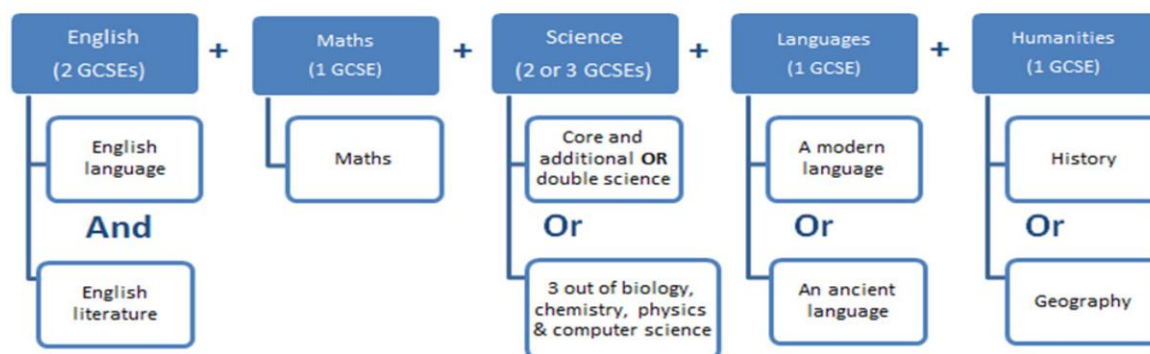 English
(2 GCSEs)
+
Maths
(1 GCSE)
+
Science
(2 or 3 GCSEs)
+
Languages
(1 GCSE)
+
Humanities
(1 GCSE)
English
language
And
English
literature
Maths
Core and
additional OR
double science
Or
3 out of biology,
chemistry, physics
& computer science
A modern
language
Or
An ancient
language
History
Or
Geography